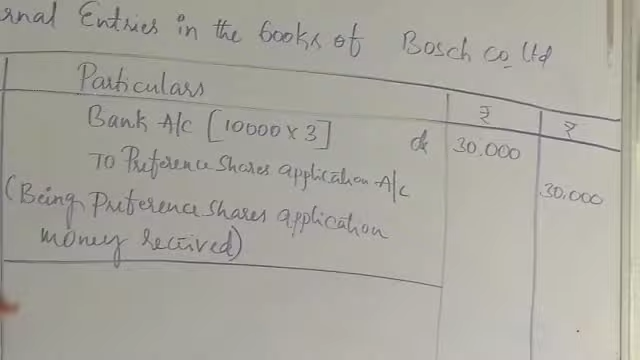 rnal Entries in the books of Bosch co Ltd
Particulars ₹ ₹
Bank A/c [10000 x 3] dr 30,000
To Preference shares application A/c 30,000
(Being Preference shares application
money received)